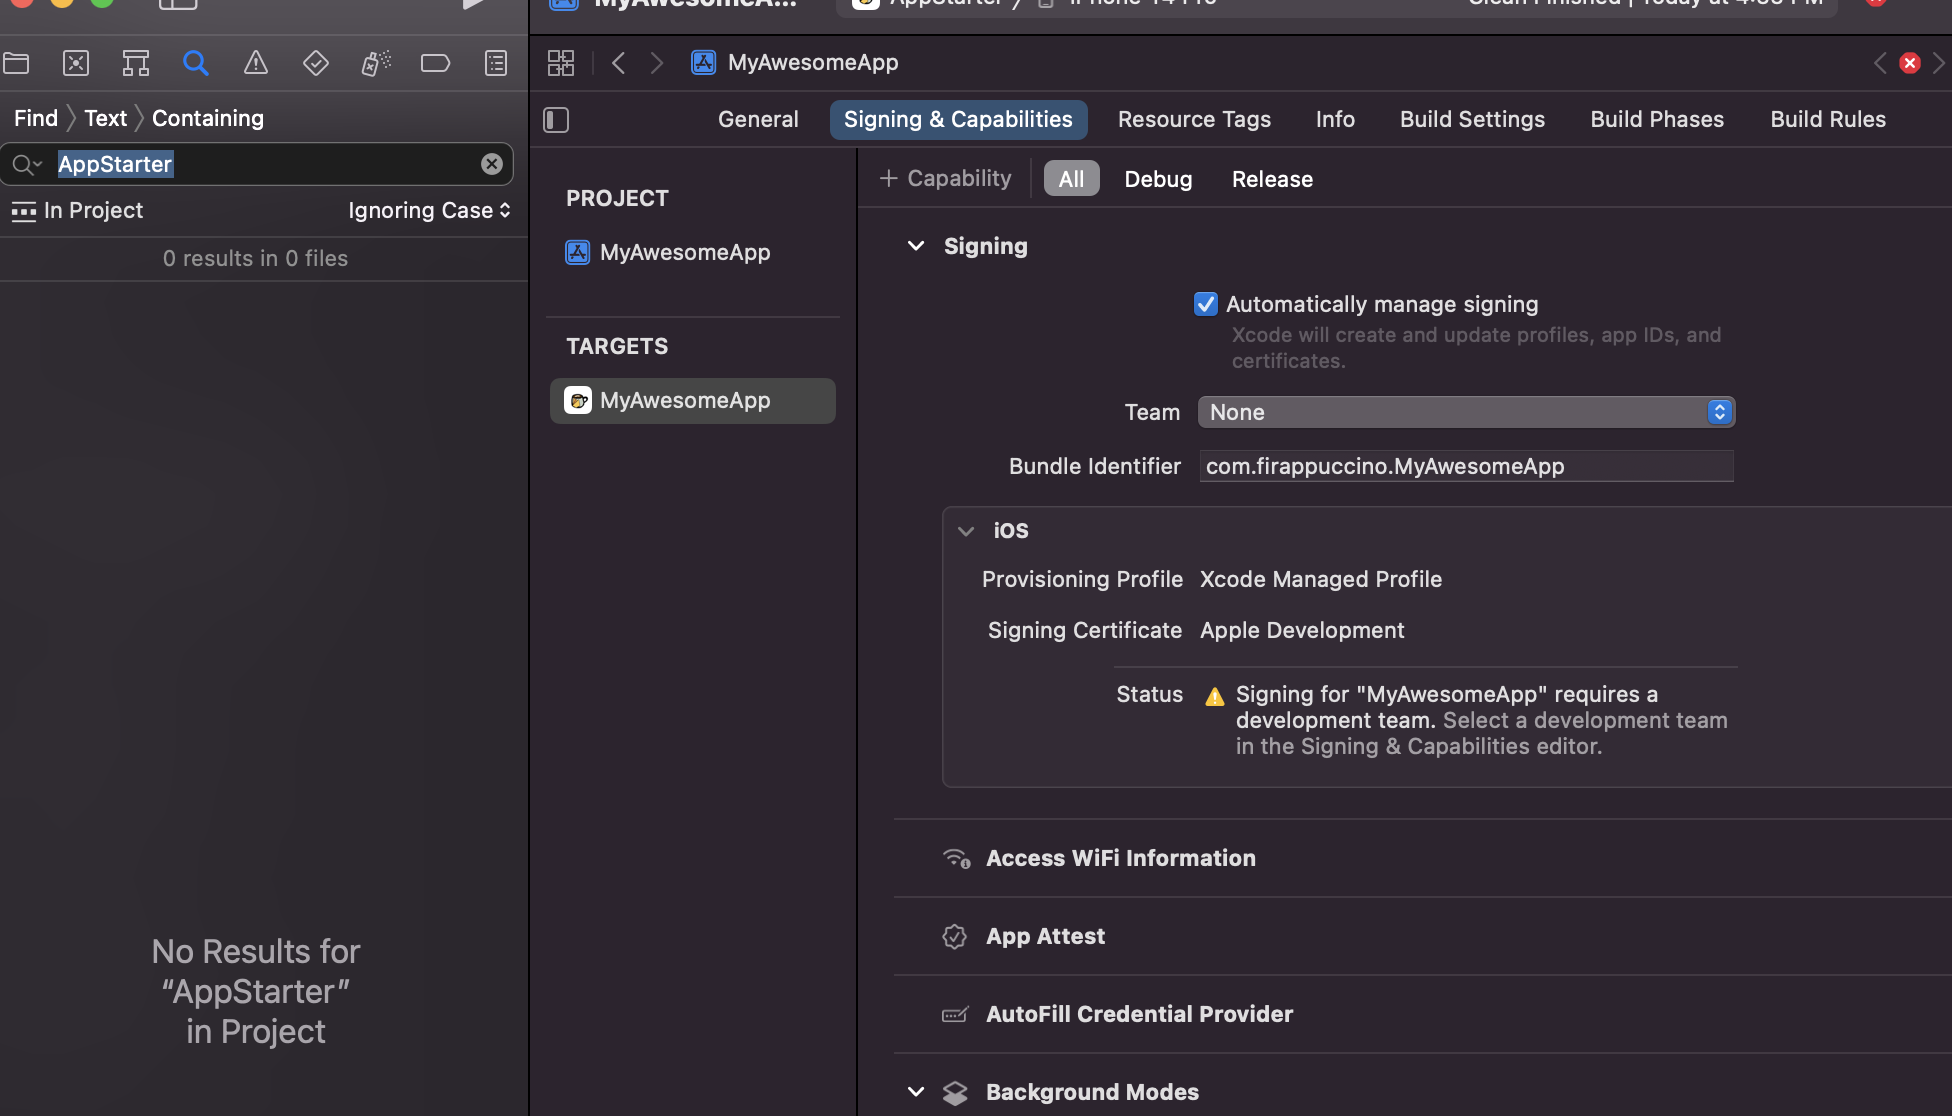 MyAwesomeA...
AppStarter
iPhone 14 Pro
Clean Finished | Today at 4:
PM
MyAwesomeApp
Find
Text
Containing
AppStarter
In Project
Ignoring Case
0 results in 0 files
No Results for
“AppStarter”
in Project
General
Signing & Capabilities
Resource Tags
Info
Build Settings
Build Phases
Build Rules
PROJECT
MyAwesomeApp
TARGETS
MyAwesomeApp
+ Capability
All
Debug
Release
Signing
Automatically manage signing
Xcode will create and update profiles, app IDs, and
certificates.
Team
None
Bundle Identifier
com.firappuccino.MyAwesomeApp
iOS
Provisioning Profile
Xcode Managed Profile
Signing Certificate
Apple Development
Status
Signing for "MyAwesomeApp" requires a
development team. Select a development team
in the Signing & Capabilities editor.
Access WiFi Information
App Attest
AutoFill Credential Provider
Background Modes